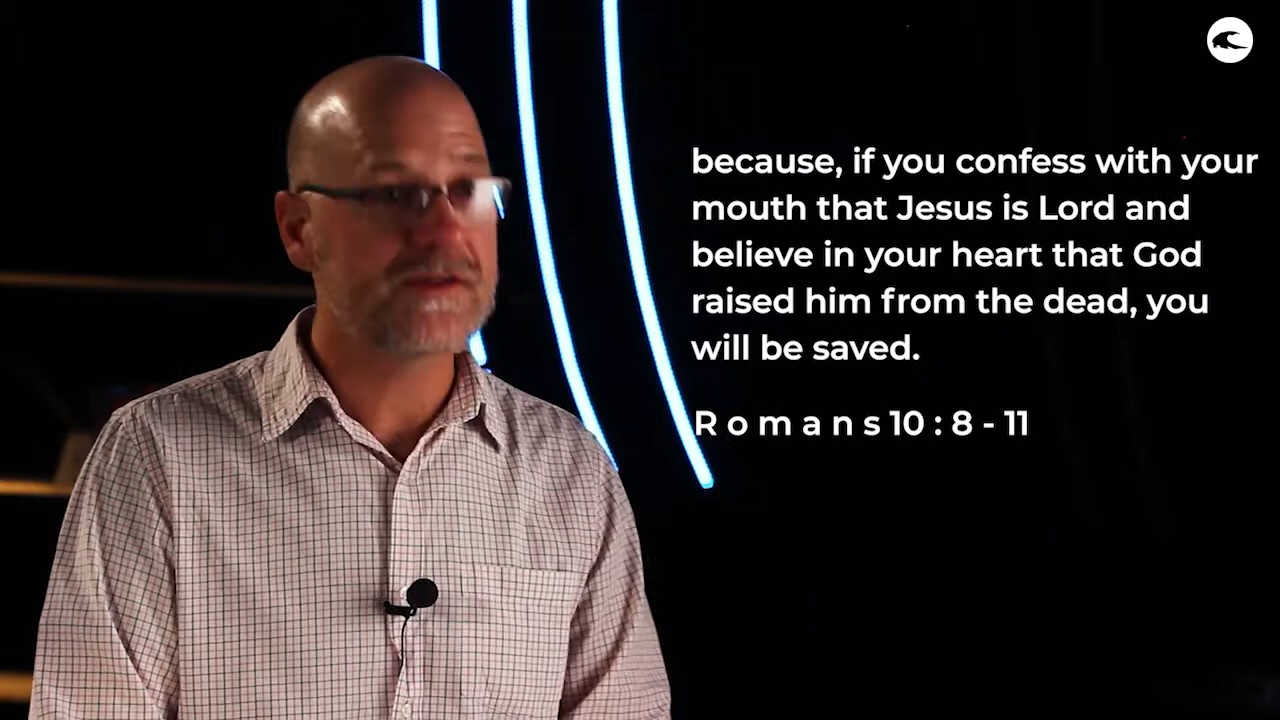 because, if you confess with your
mouth that Jesus is Lord and
believe in your heart that God
raised him from the dead, you
will be saved.
Romans 10:8-11